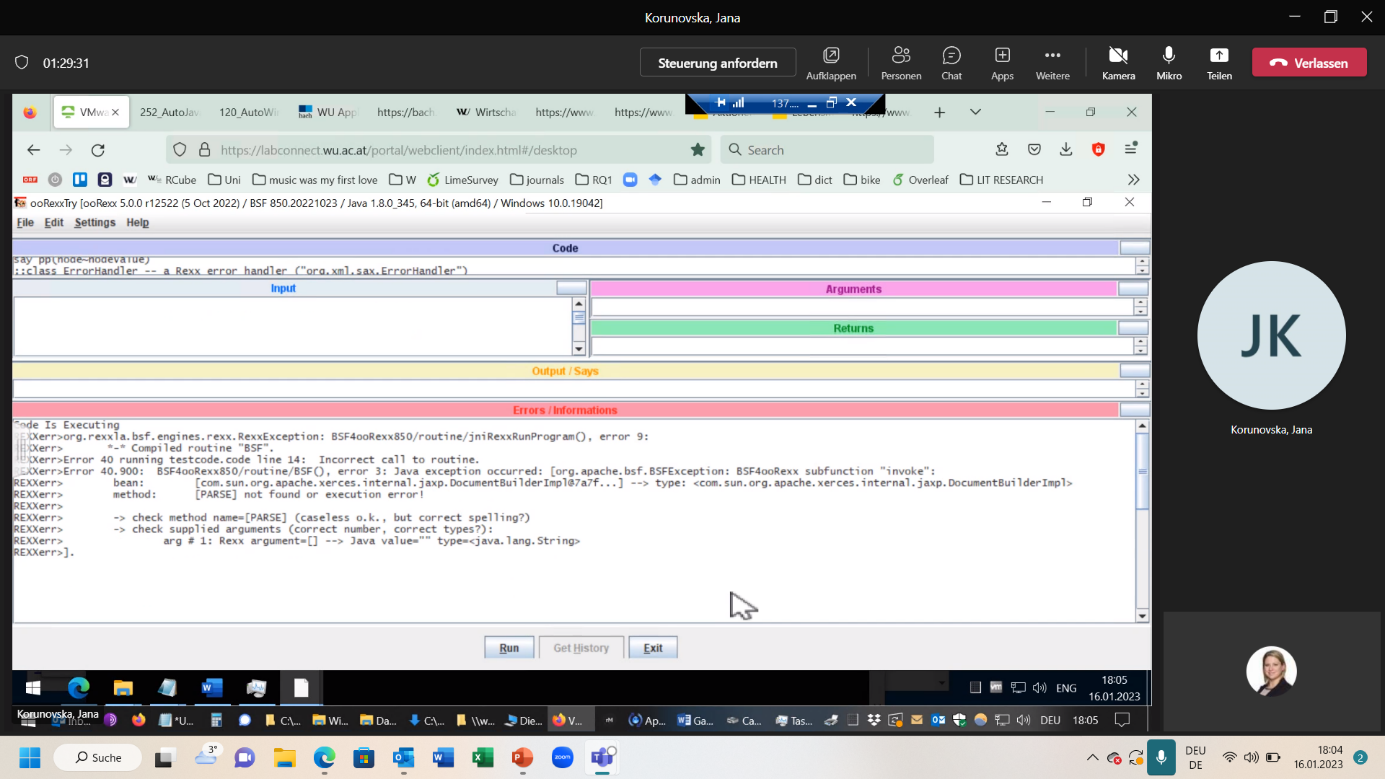 Korunovska, Jana
01:29:31
Steuerung anfordern
Aufklappen
Personen
Chat
Apps
Weitere
Kamera
Mikro
Teilen
Verlassen
VMwa
252_AutoJav
120_AutoWi
WU App
https://bach
Wirtscha
https://www
https://www
137....
https://labconnect.wu.ac.at/portal/webclient/index.html#/desktop
Search
RCube
Uni
music was my first love
W
LimeSurvey
journals
RQ1
admin
HEALTH
dict
bike
Overleaf
LIT RESEARCH
ooRexxTry [ooRexx 5.0.0 r12522 (5 Oct 2022) / BSF 850.20221023 / Java 1.8.0_345, 64-bit (amd64) / Windows 10.0.19042]
File Edit Settings Help
Code
say pp(node~nodeValue)
::class ErrorHandler -- a Rexx error handler ("org.xml.sax.ErrorHandler")
Input
Arguments
Returns
Output / Says
Errors / Informations
Code Is Executing
REXXerr>org.rexxla.bsf.engines.rexx.RexxException: BSF4ooRexx850/routine/jniRexxRunProgram(), error 9:
REXXerr> *-* Compiled routine "BSF".
REXXerr>Error 40 running testcode.code line 14: Incorrect call to routine.
REXXerr>Error 40.900: BSF4ooRexx850/routine/BSF(), error 3: Java exception occurred: [org.apache.bsf.BSFException: BSF4ooRexx subfunction "invoke":
REXXerr> bean: [com.sun.org.apache.xerces.internal.jaxp.DocumentBuilderImpl@7a7f...] --> type: <com.sun.org.apache.xerces.internal.jaxp.DocumentBuilderImpl>
REXXerr> method: [PARSE] not found or execution error!
REXXerr>
REXXerr> -> check method name=[PARSE] (caseless o.k., but correct spelling?)
REXXerr> -> check supplied arguments (correct number, correct types?):
REXXerr> arg # 1: Rexx argument=[] --> Java value="" type=<java.lang.String>
REXXerr>].
Run
Get History
Exit
JK
Korunovska, Jana
ENG
18:05
16.01.2023
Korunovska, Jana
*U...
C:\...
Wi...
Da...
C:\...
\\w...
Die...
V...
Ap...
Ga...
Ca...
Tas...
DEU
18:05
3°
Suche
zoom
DEU
DE
18:04
16.01.2023
2